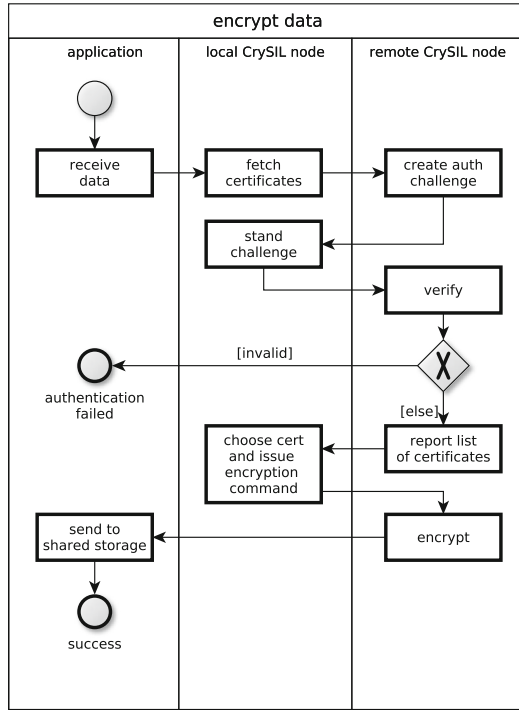 encrypt data
application
local CrySIL node
remote CrySIL node
receive
data
fetch
certificates
create auth
challenge
stand
challenge
verify
[invalid]
authentication
failed
[else]
choose cert
and issue
encryption
command
report list
of certificates
send to
shared storage
encrypt
success